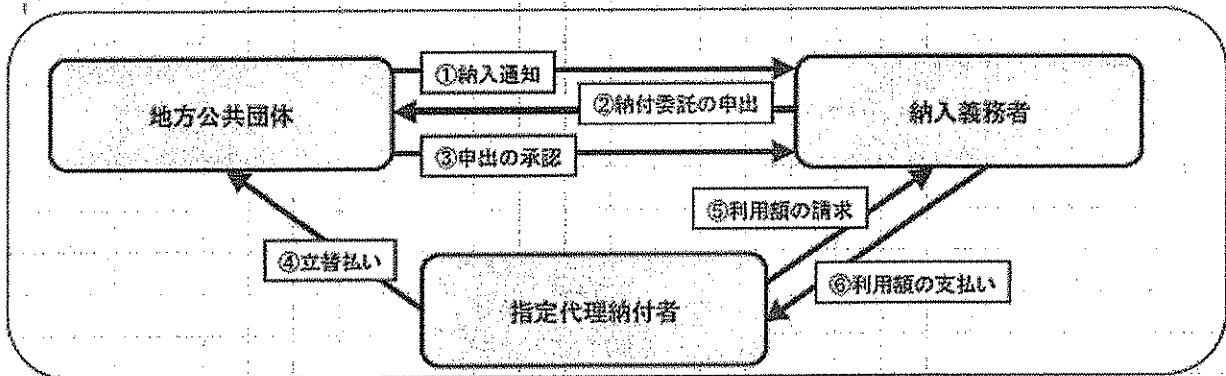 ①納入通知
地方公共団体
②納付委託の申出
納入義務者
③申出の承認
⑤利用額の請求
④立替払い
⑥利用額の支払い
指定代理納付者